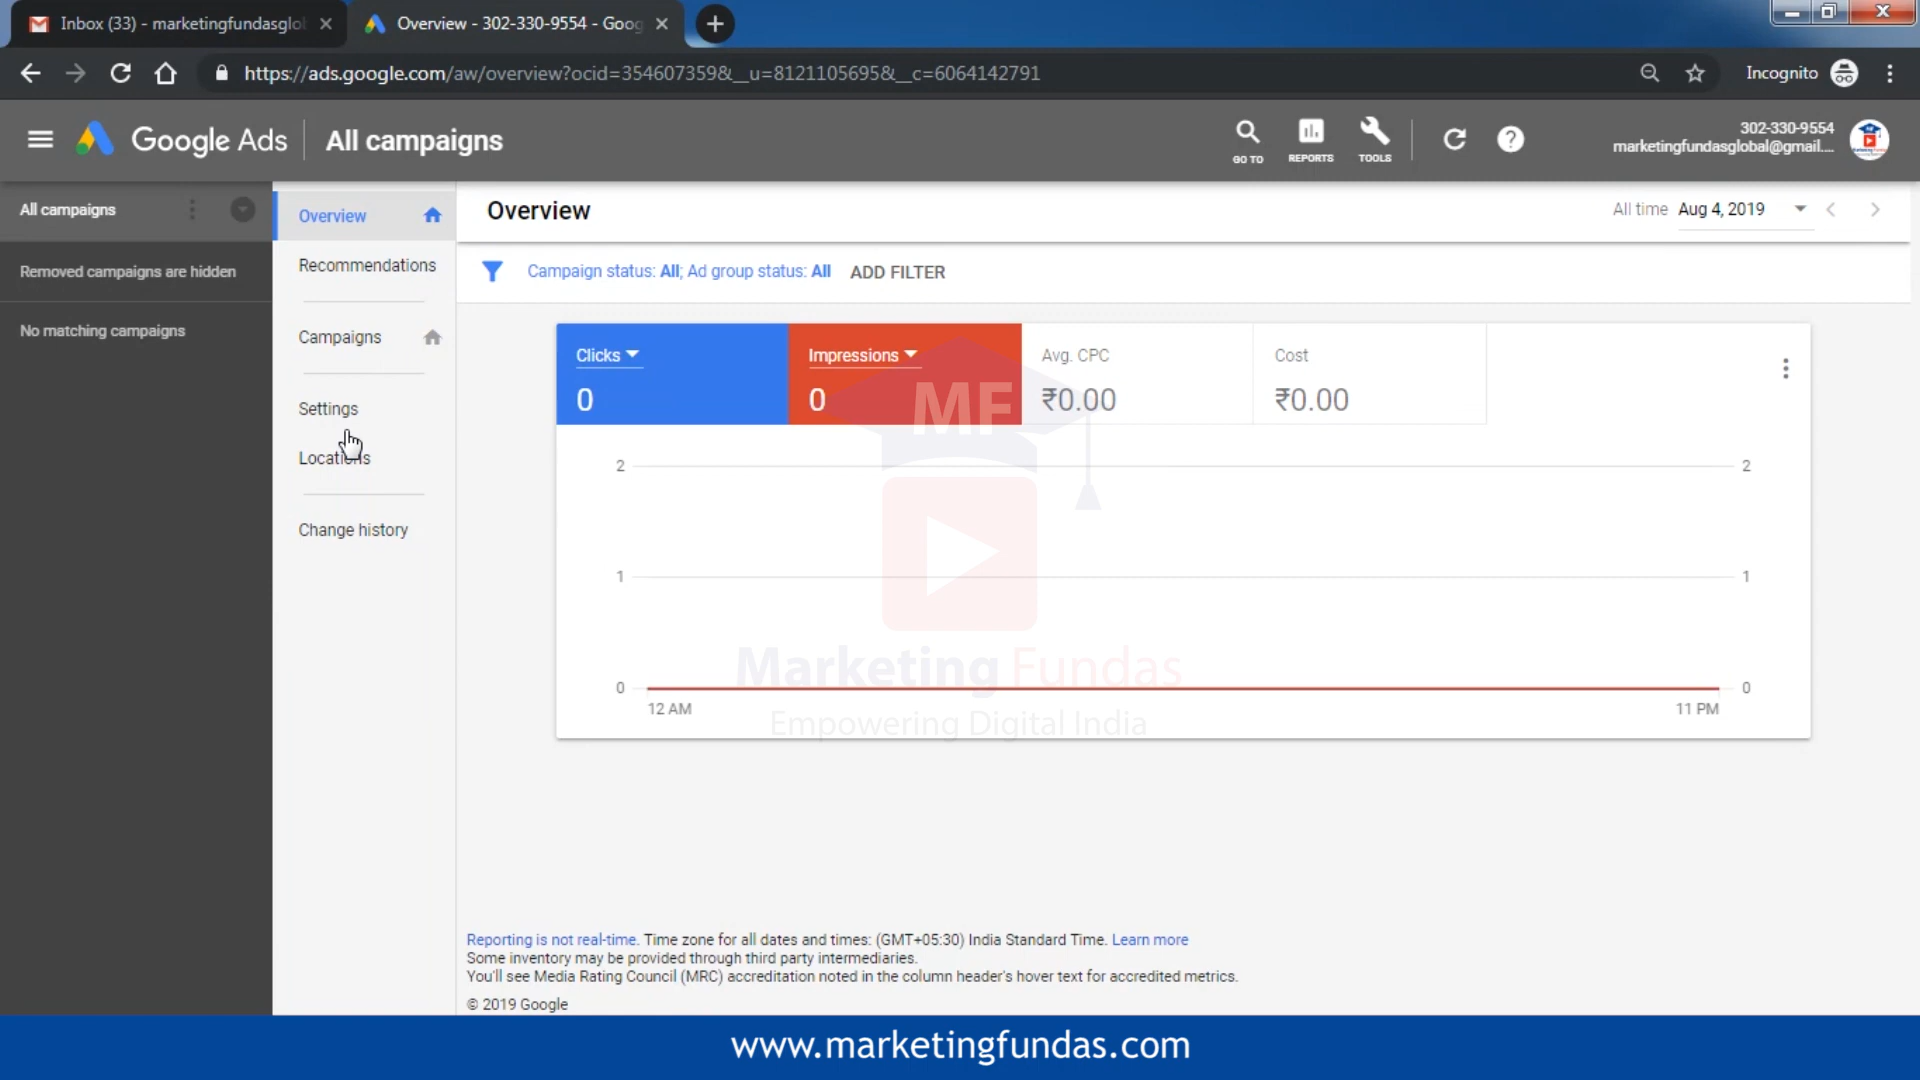 Inbox (33) - marketingfundasglo
Overview - 302-330-9554 - Goog
https://ads.google.com/aw/overview?ocid=354607359&__u=8121105695&__c=6064142791
Incognito
Google Ads
All campaigns
GO TO
REPORTS
TOOLS
302-330-9554
marketingfundasglobal@gmail....
All campaigns
Removed campaigns are hidden
No matching campaigns
Overview
Recommendations
Campaigns
Settings
Locations
Change history
Overview
All time Aug 4, 2019
Campaign status: All; Ad group status: All ADD FILTER
Clicks
0
Impressions
0
Avg. CPC
₹0.00
Cost
₹0.00
MF
2 2
1 1
0 0
12 AM 11 PM
Marketing Fundas
Empowering Digital India
Reporting is not real-time. Time zone for all dates and times: (GMT+05:30) India Standard Time. Learn more
Some inventory may be provided through third party intermediaries.
You'll see Media Rating Council (MRC) accreditation noted in the column header's hover text for accredited metrics.
© 2019 Google
www.marketingfundas.com